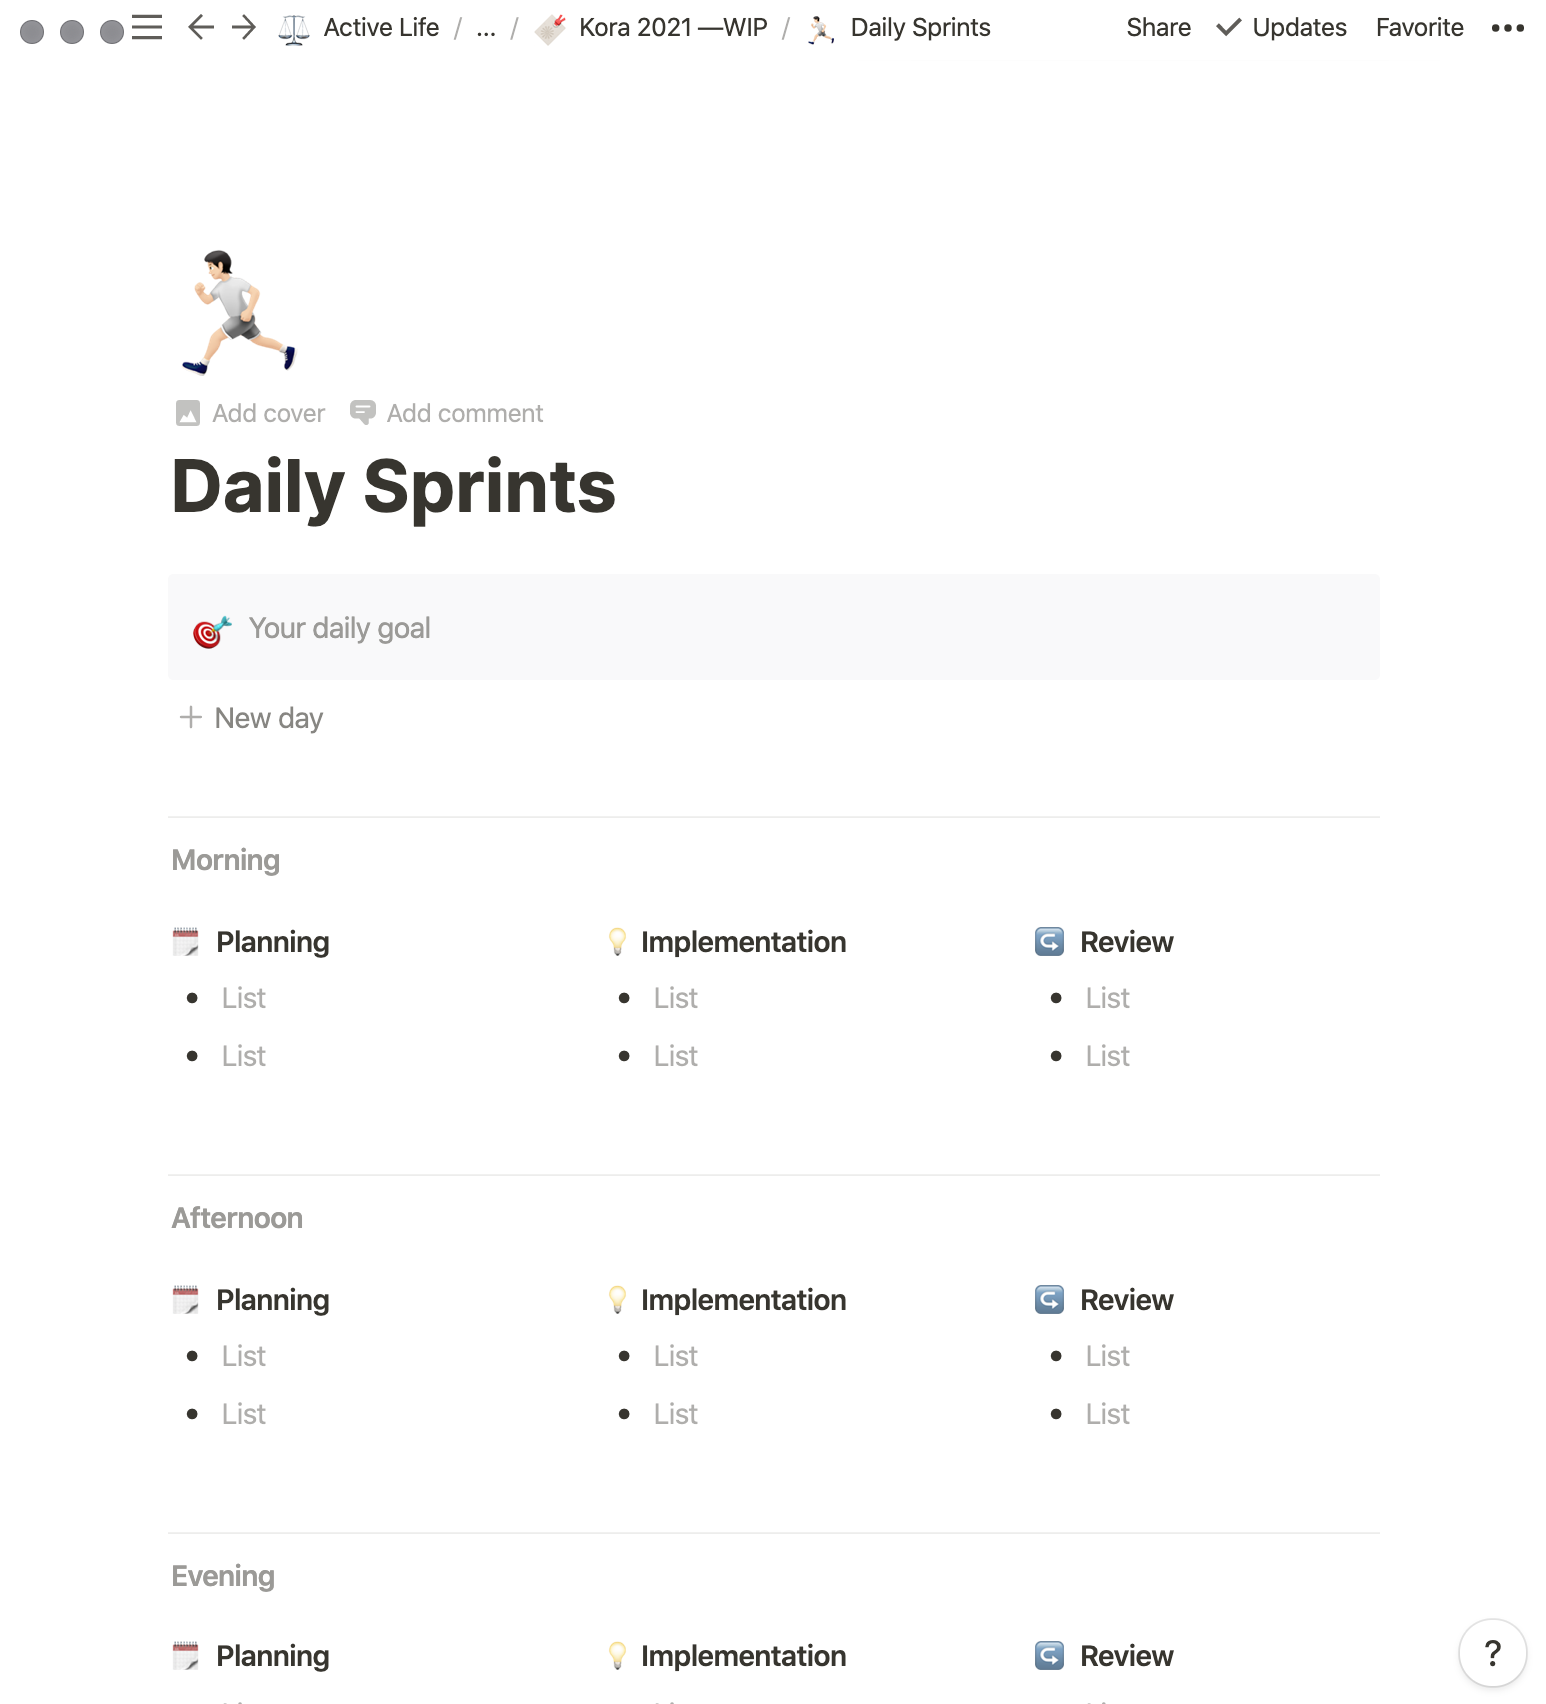 Active Life / ... / Kora 2021 —WIP / Daily Sprints Share Updates Favorite •••
Add cover Add comment
Daily Sprints
Your daily goal
+ New day
Morning
Planning Implementation Review
• List • List • List
• List • List • List
Afternoon
Planning Implementation Review
• List • List • List
• List • List • List
Evening
Planning Implementation Review
?